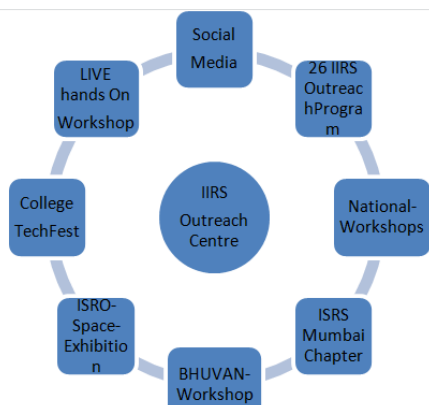 Social
Media
26 IIRS
Outreac
hProgra
m
National-
Workshops
ISRS
Mumbai
Chapter
BHUVAN-
Workshop
ISRO-
Space-
Exhibitio
n
College
TechFest
LIVE
hands On
Workshop
IIRS
Outreach
Centre